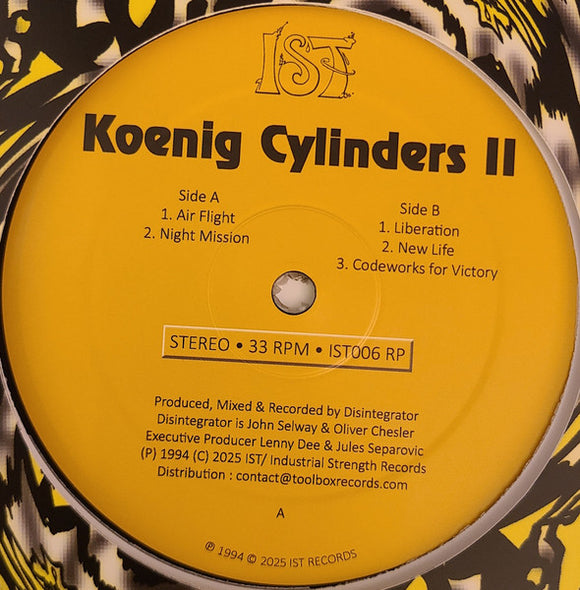 IST
Koenig Cylinders II
Side A
1. Air Flight
2. Night Mission
Side B
1. Liberation
2. New Life
3. Codeworks for Victory
STEREO • 33 RPM • IST006 RP
Produced, Mixed & Recorded by Disintegrator
Disintegrator is John Selway & Oliver Chesler
Executive Producer Lenny Dee & Jules Separovic
(P) 1994 (C) 2025 IST/ Industrial Strength Records
Distribution : contact@toolboxrecords.com
A
℗ 1994 © 2025 IST RECORDS